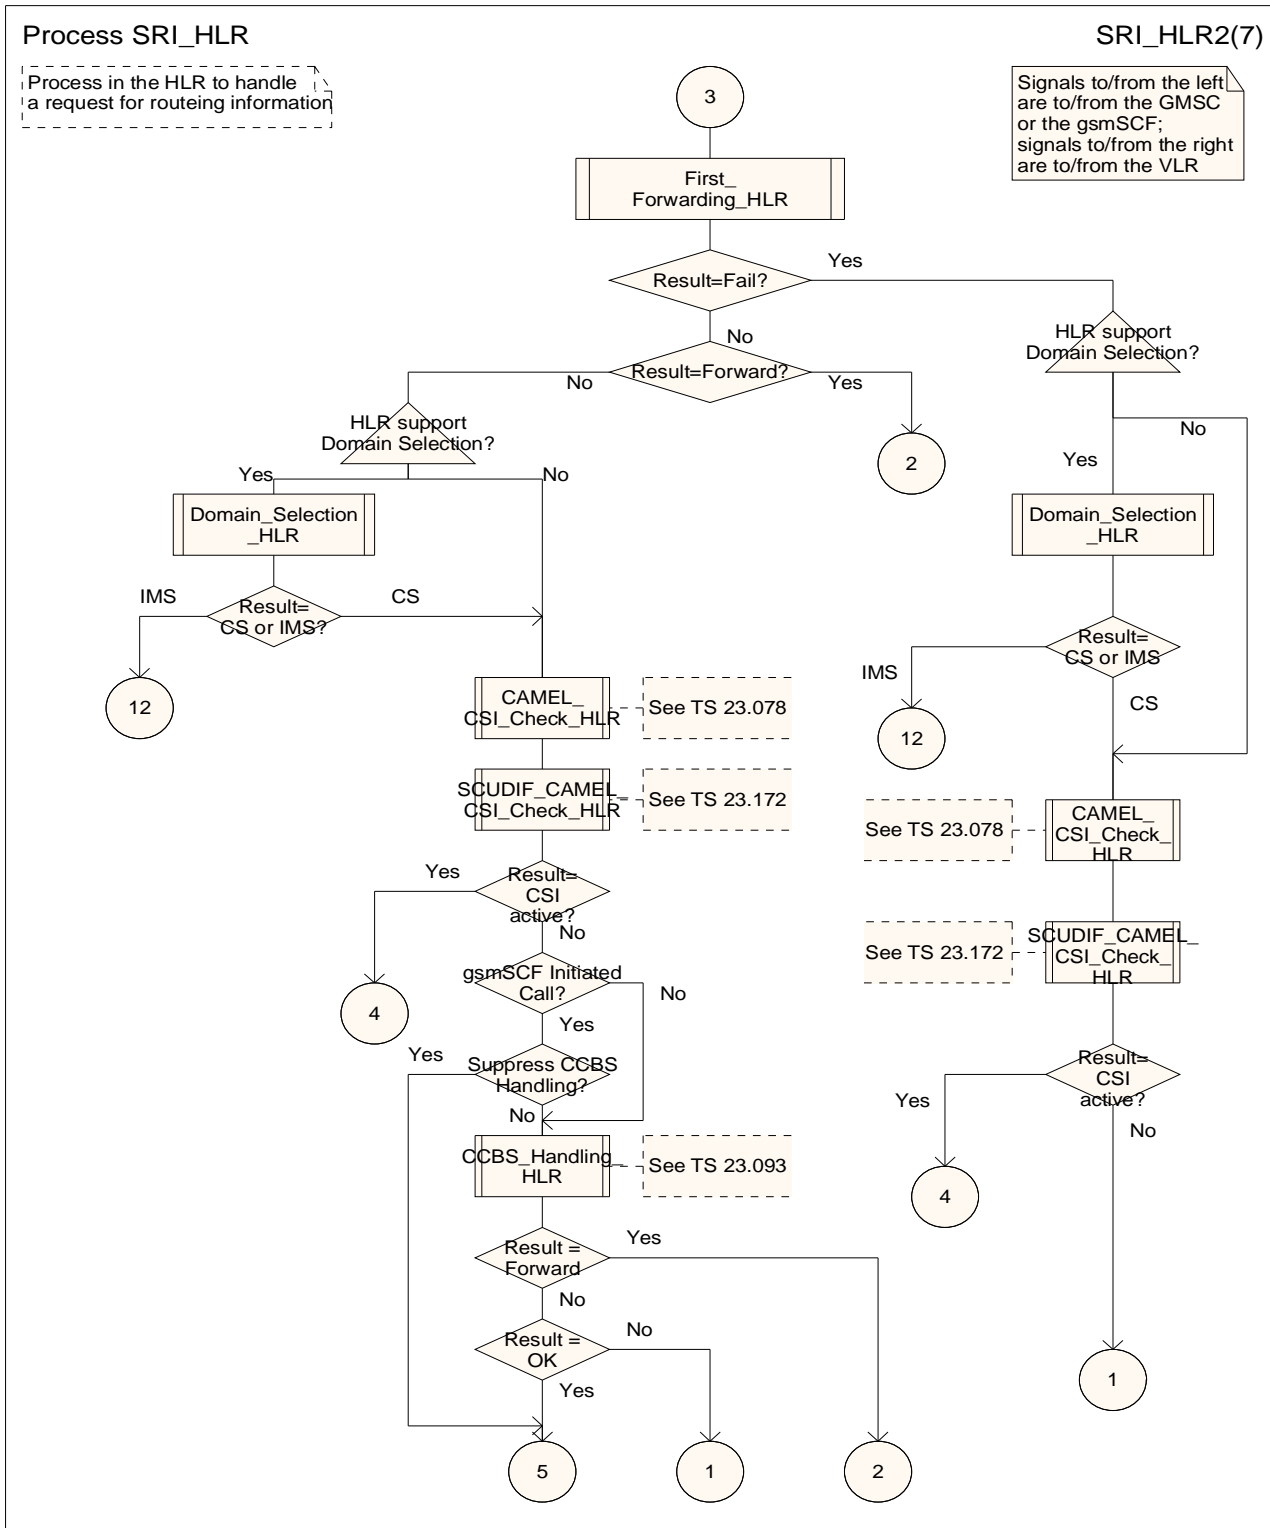 Process SRI_HLR
SRI_HLR2(7)
Process in the HLR to handle
a request for routeing information
Signals to/from the left
are to/from the GMSC
or the gsmSCF;
signals to/from the right
are to/from the VLR
3
First_
Forwarding_HLR
Result=Fail?
Yes
No
HLR support
Domain Selection?
Result=Forward?
No
Yes
2
HLR support
Domain Selection?
Yes
No
No
Yes
Domain_Selection
_HLR
Domain_Selection
_HLR
IMS
Result=
CS or IMS?
CS
12
Result=
CS or IMS
IMS
CS
12
CAMEL_
CSI_Check_HLR
See TS 23.078
SCUDIF_CAMEL_
CSI_Check_HLR
See TS 23.172
See TS 23.078
CAMEL_
CSI_Check_
HLR
Yes
Result=
CSI
active?
No
4
See TS 23.172
SCUDIF_CAMEL_
CSI_Check_
HLR
gsmSCF Initiated
Call?
No
Yes
Yes
Suppress CCBS
Handling?
No
Result=
CSI
active?
Yes
No
4
CCBS_Handling_
HLR
See TS 23.093
Result =
Forward
Yes
No
Result =
OK
No
Yes
1
5
1
2